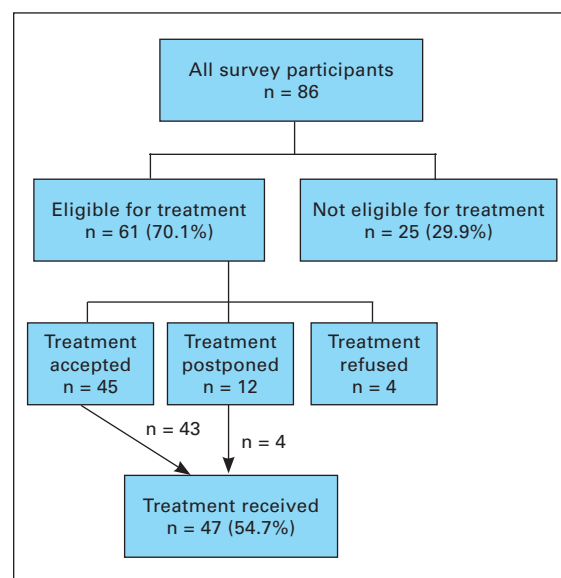 All survey participants
n = 86
Eligible for treatment
n = 61 (70.1%)
Not eligible for treatment
n = 25 (29.9%)
Treatment
accepted
n = 45
Treatment
postponed
n = 12
Treatment
refused
n = 4
n = 43
n = 4
Treatment received
n = 47 (54.7%)